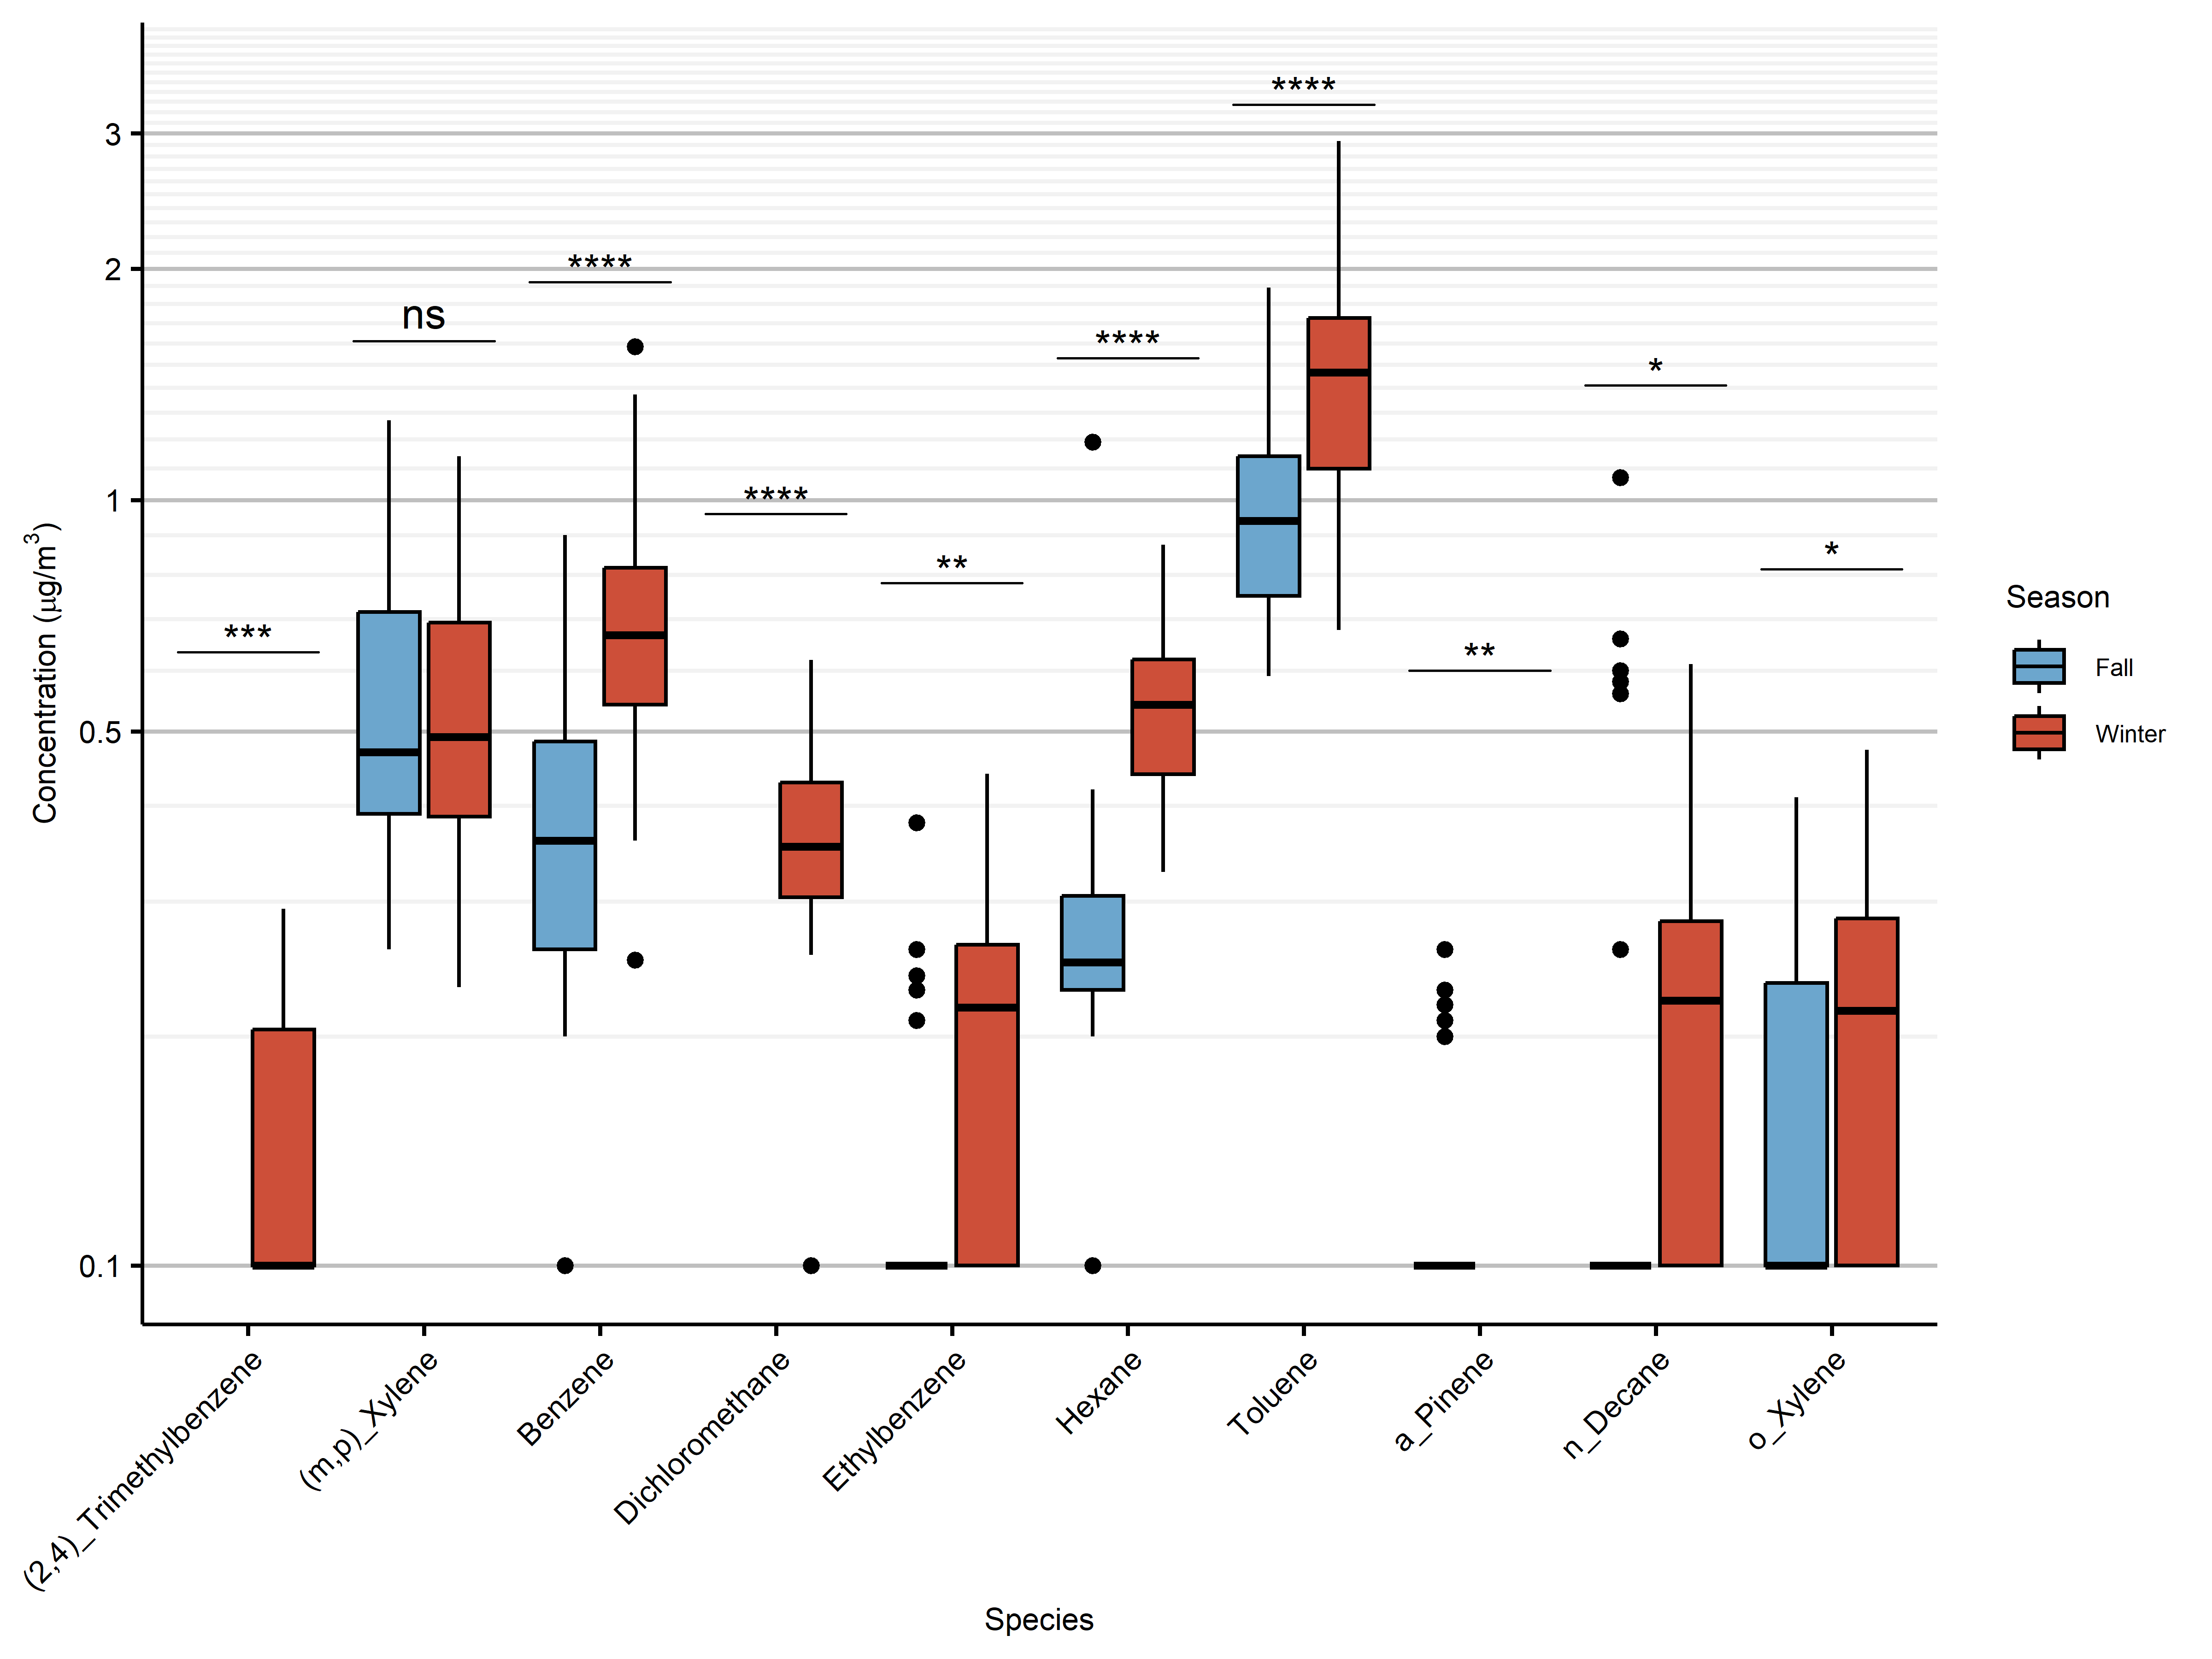 ****
3
2
****
ns
****
*
1
****
*
**
***
**
0.5
0.1
Concentration (μg/m³)
Season
Fall
Winter
(2,4)_Trimethylbenzene
(m,p)_Xylene
Benzene
Dichloromethane
Ethylbenzene
Hexane
Toluene
a_Pinene
n_Decane
o_Xylene
Species